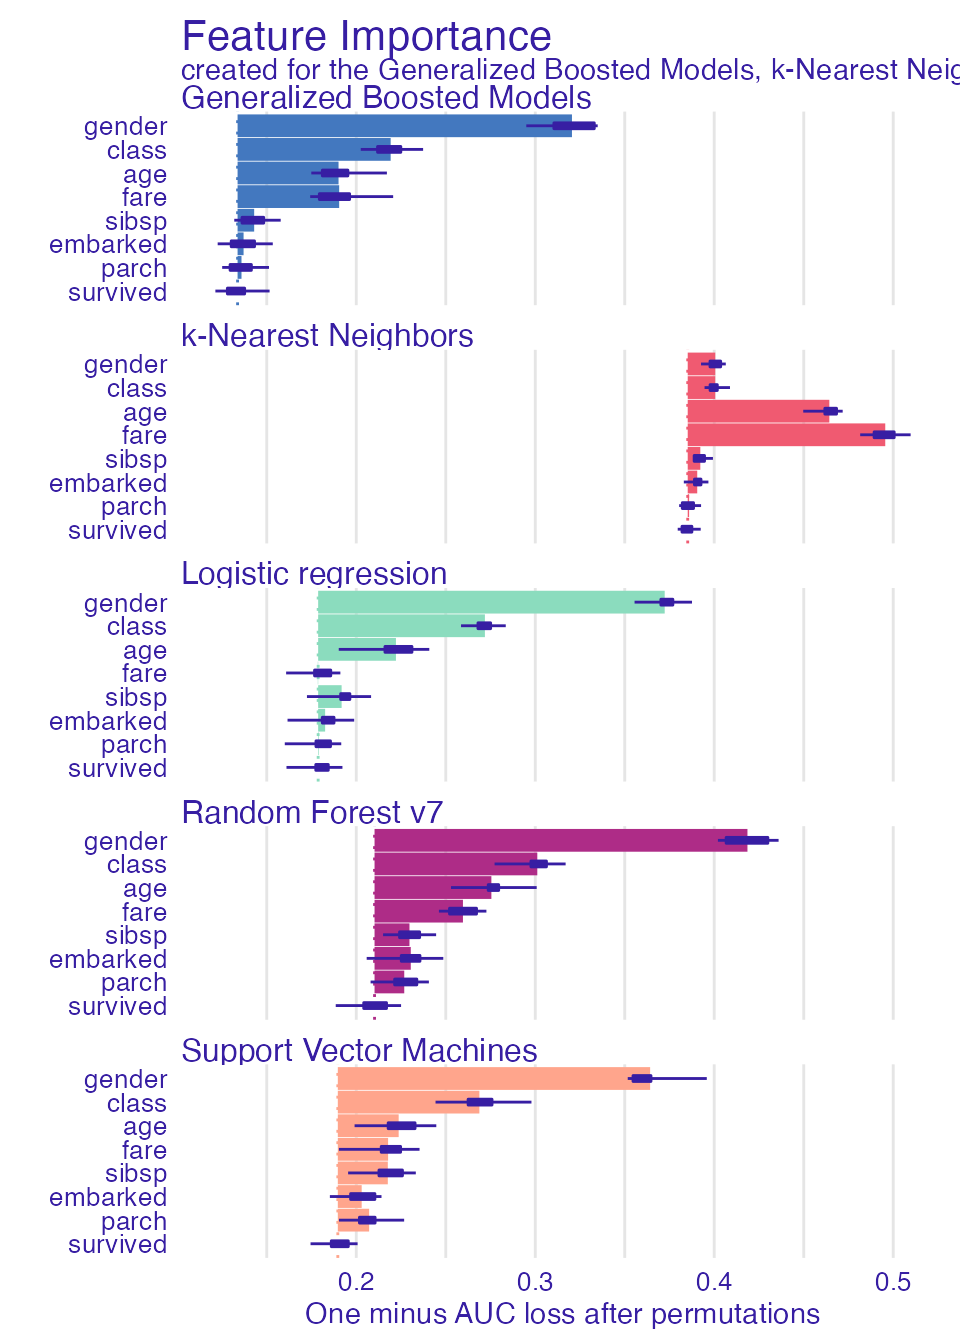 Feature Importance
created for the Generalized Boosted Models, k-Nearest Neig
Generalized Boosted Models
gender
class
age
fare
sibsp
embarked
parch
survived
k-Nearest Neighbors
gender
class
age
fare
sibsp
embarked
parch
survived
Logistic regression
gender
class
age
fare
sibsp
embarked
parch
survived
Random Forest v7
gender
class
age
fare
sibsp
embarked
parch
survived
Support Vector Machines
gender
class
age
fare
sibsp
embarked
parch
survived
0.2 0.3 0.4 0.5
One minus AUC loss after permutations